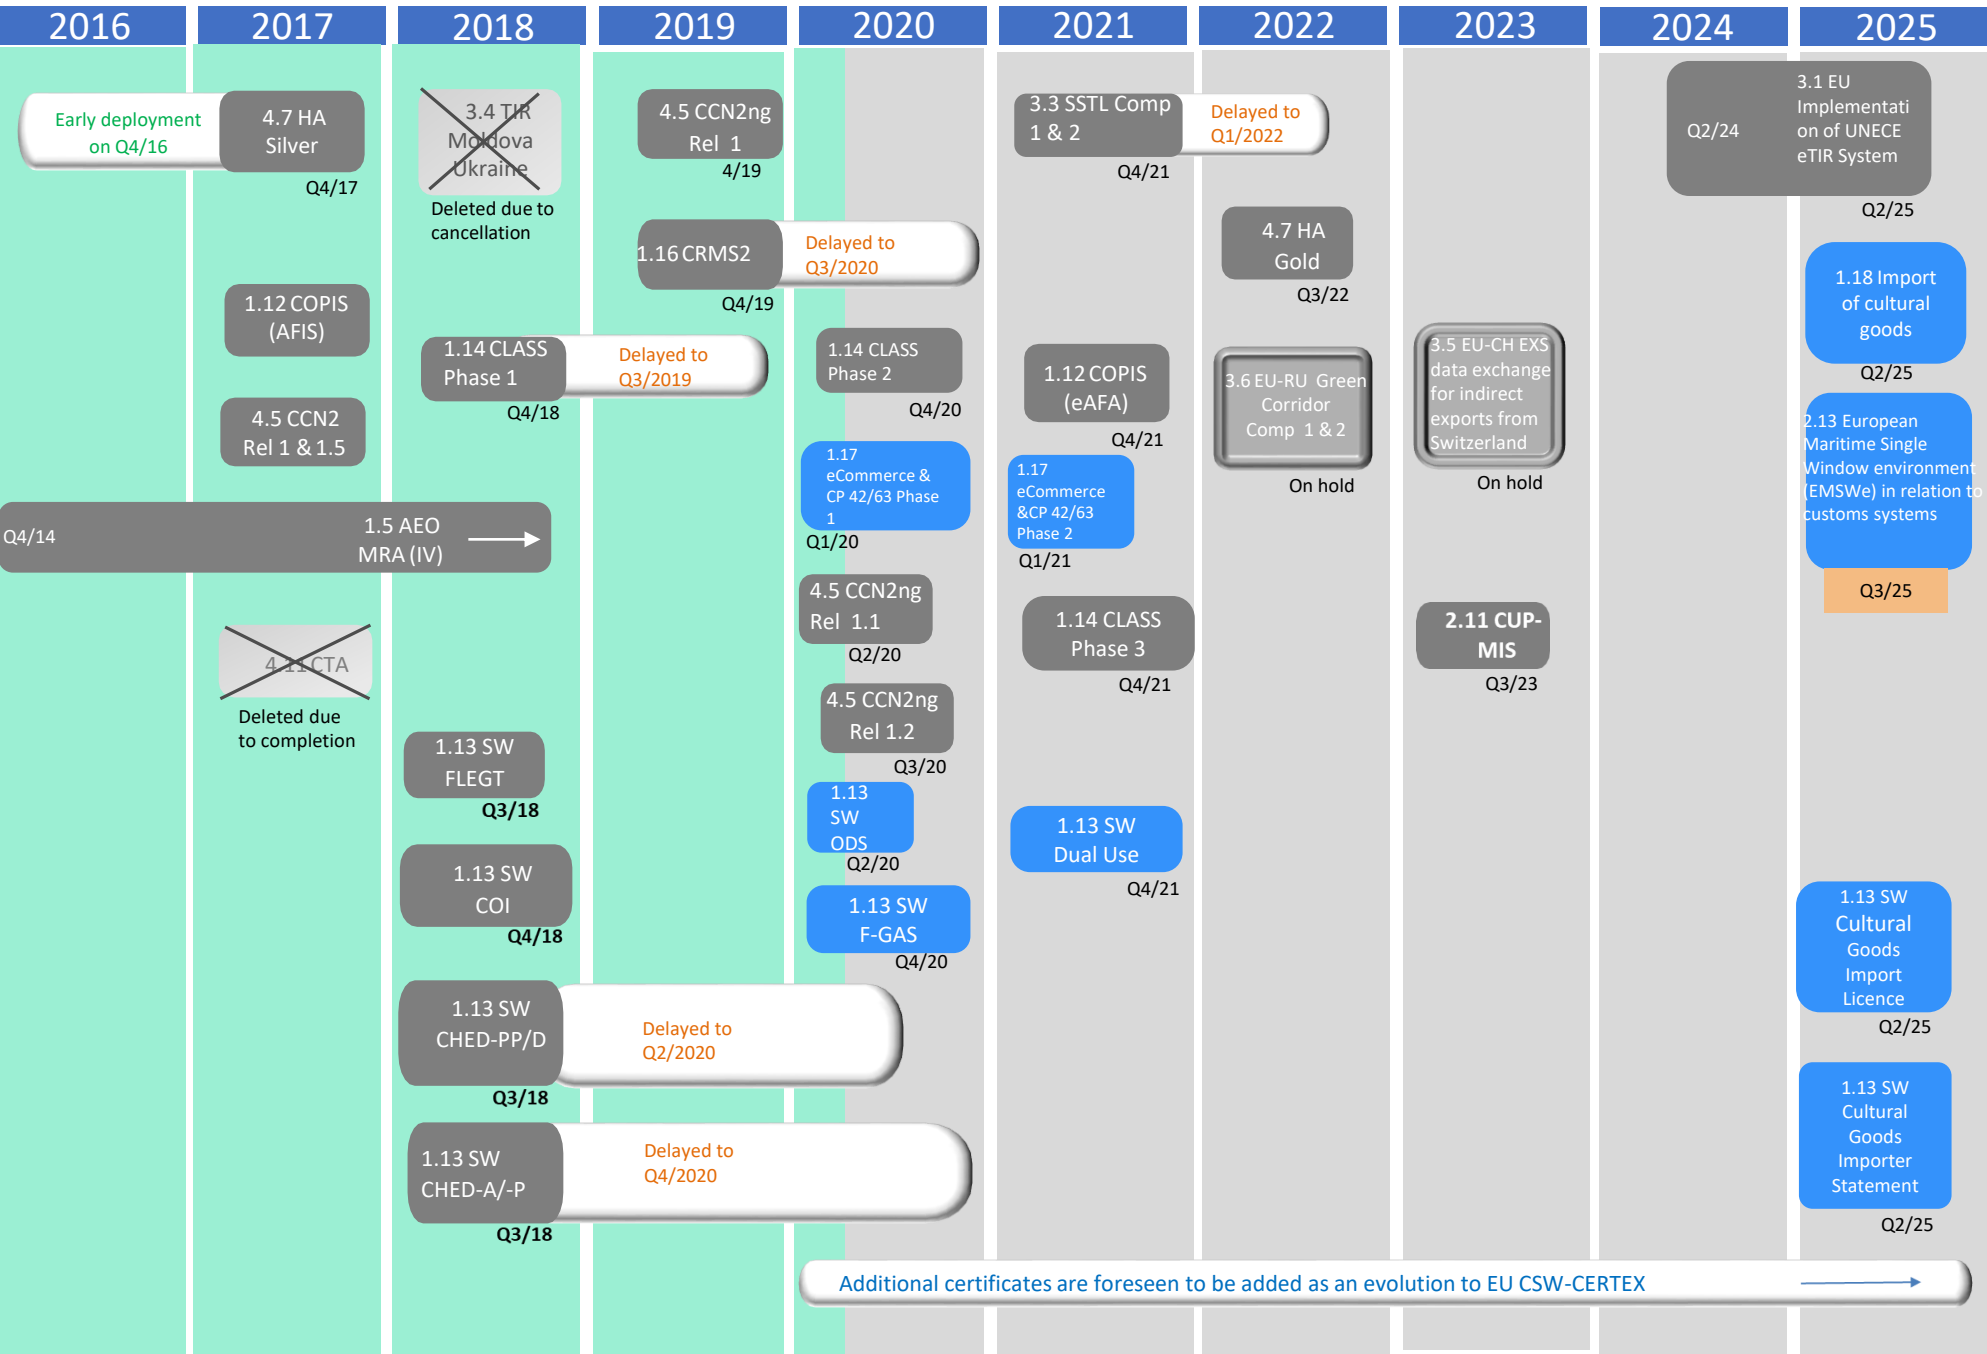 2016
2017
2018
2019
2020
2021
2022
2023
2024
2025
Early deployment
on Q4/16
4.7 HA
Silver
Q4/17
1.12 COPIS
(AFIS)
4.5 CCN2
Rel 1 & 1.5
Q4/14
1.5 AEO
MRA (IV)
4.11 CTA
Deleted due
to completion
3.4 TIR
Moldova
Ukraine
Deleted due to
cancellation
1.14 CLASS
Phase 1
Q4/18
Delayed to
Q3/2019
1.13 SW
FLEGT
Q3/18
1.13 SW
COI
Q4/18
1.13 SW
CHED-PP/D
Q3/18
Delayed to
Q2/2020
1.13 SW
CHED-A/-P
Q3/18
Delayed to
Q4/2020
4.5 CCN2ng
Rel 1
4/19
1.16 CRMS2
Q4/19
Delayed to
Q3/2020
1.14 CLASS
Phase 2
Q4/20
1.17
eCommerce &
CP 42/63 Phase
1
Q1/20
4.5 CCN2ng
Rel 1.1
Q2/20
4.5 CCN2ng
Rel 1.2
Q3/20
1.13
SW
ODS
Q2/20
1.13 SW
F-GAS
Q4/20
3.3 SSTL Comp
1 & 2
Q4/21
Delayed to
Q1/2022
1.12 COPIS
(eAFA)
Q4/21
1.17
eCommerce
&CP 42/63
Phase 2
Q1/21
1.14 CLASS
Phase 3
Q4/21
1.13 SW
Dual Use
Q4/21
4.7 HA
Gold
Q3/22
3.6 EU-RU Green
Corridor
Comp 1 & 2
On hold
3.5 EU-CH EXS
data exchange
for indirect
exports from
Switzerland
On hold
2.11 CUP-
MIS
Q3/23
Q2/24
3.1 EU
Implementati
on of UNECE
eTIR System
Q2/25
1.18 Import
of cultural
goods
Q2/25
2.13 European
Maritime Single
Window environment
(EMSWe) in relation to
customs systems
Q3/25
1.13 SW
Cultural
Goods
Import
Licence
Q2/25
1.13 SW
Cultural
Goods
Importer
Statement
Q2/25
Additional certificates are foreseen to be added as an evolution to EU CSW-CERTEX